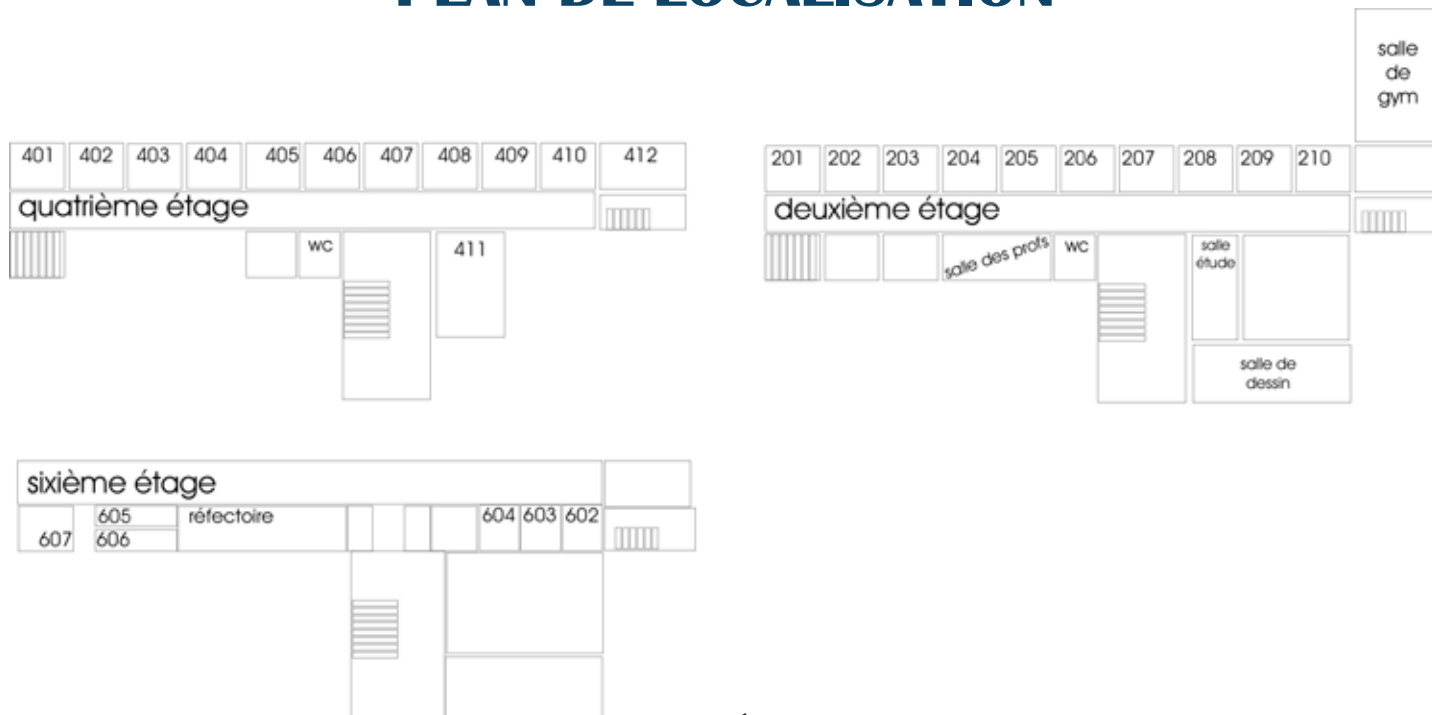 PLAN DE LOCALISATION
salle
de
gym
401 402 403 404 405 406 407 408 409 410 412
quatrième étage
WC
411
201 202 203 204 205 206 207 208 209 210
deuxième étage
salle des profs
WC
salle
étude
salle de
dessin
sixième étage
605 réfectoire 604 603 602
607 606